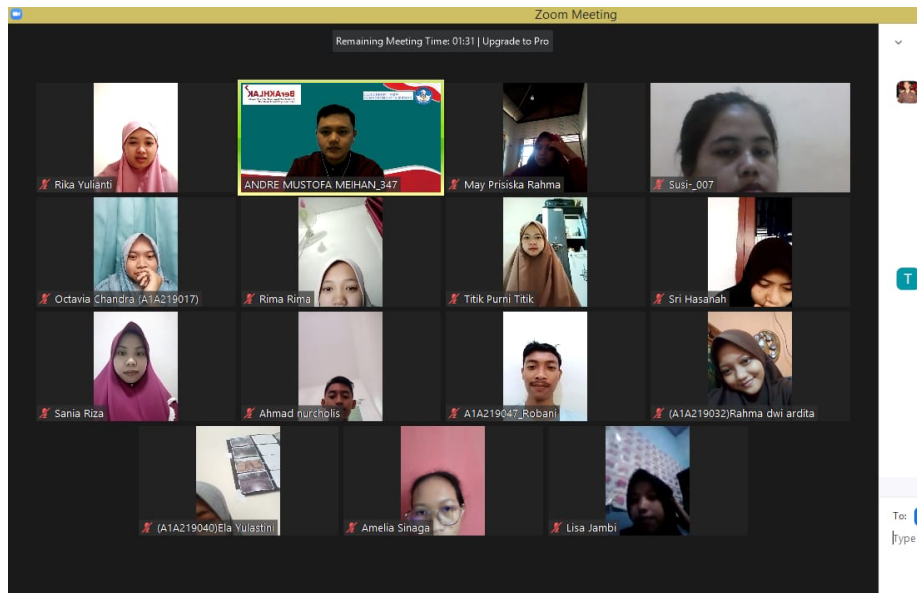 Zoom Meeting
Remaining Meeting Time: 01:31 | Upgrade to Pro
BerAKHLAK
Rika Yulianti
ANDRE MUSTOFA MEIHAN_347
May Prisiska Rahma
Susi-_007
Octavia Chandra (A1A219017)
Rima Rima
Titik Purni Titik
Sri Hasanah
Sania Riza
Ahmad nurcholis
A1A219047_Robani
(A1A219032)Rahma dwi ardita
(A1A219040)Ela Yulastini
Amelia Sinaga
Lisa Jambi
T
To:
Type